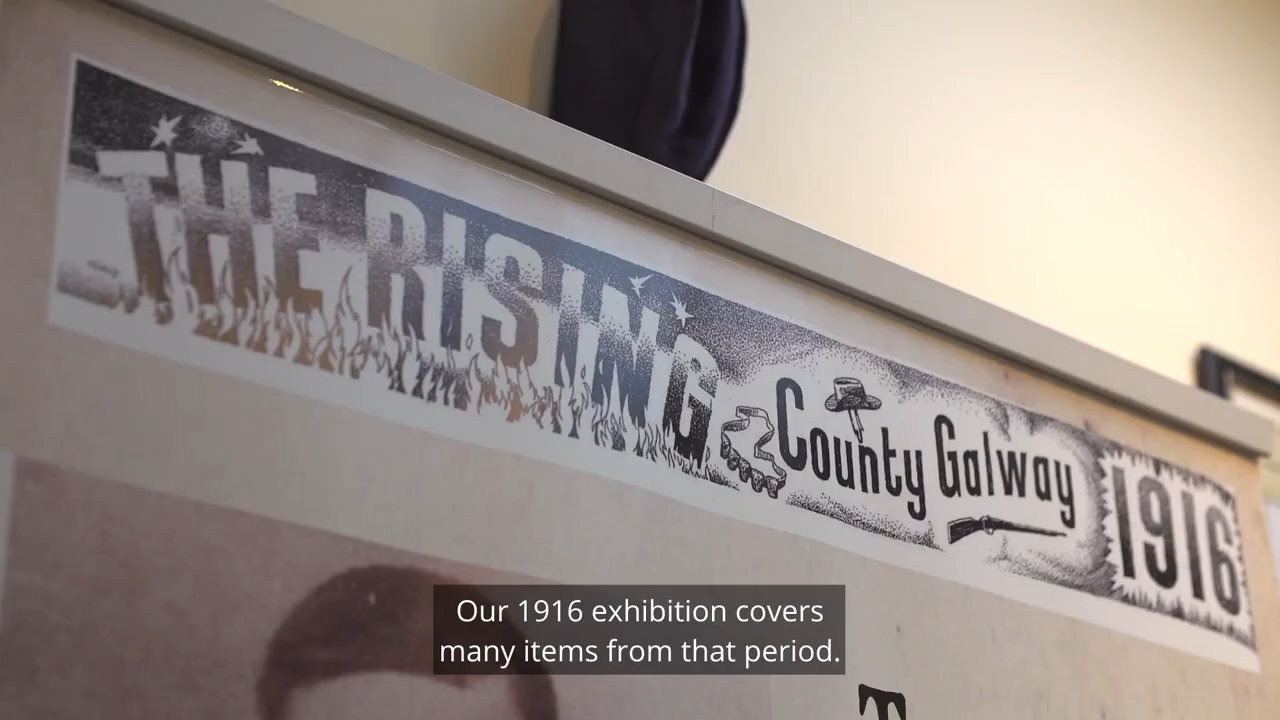 THE RISING
County Galway
1916
Our 1916 exhibition covers
many items from that period.
T